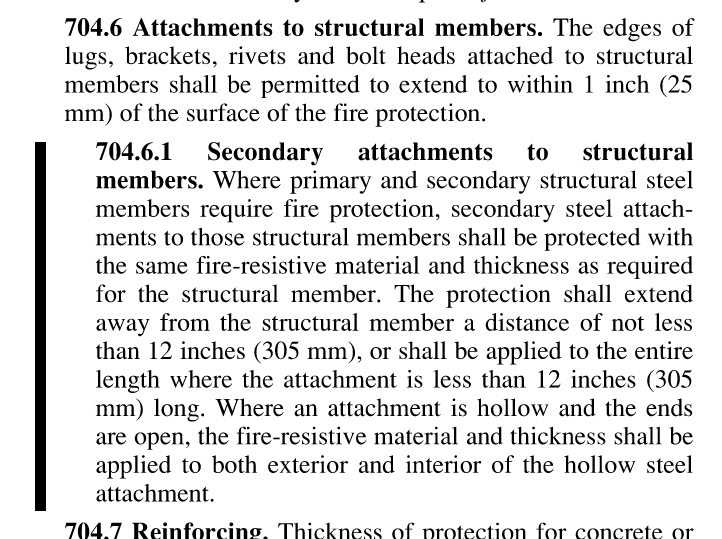 704.6 Attachments to structural members. The edges of
lugs, brackets, rivets and bolt heads attached to structural
members shall be permitted to extend to within 1 inch (25
mm) of the surface of the fire protection.
704.6.1 Secondary attachments to structural
members. Where primary and secondary structural steel
members require fire protection, secondary steel attach-
ments to those structural members shall be protected with
the same fire-resistive material and thickness as required
for the structural member. The protection shall extend
away from the structural member a distance of not less
than 12 inches (305 mm), or shall be applied to the entire
length where the attachment is less than 12 inches (305
mm) long. Where an attachment is hollow and the ends
are open, the fire-resistive material and thickness shall be
applied to both exterior and interior of the hollow steel
attachment.
704.7 Reinforcing. Thickness of protection for concrete or